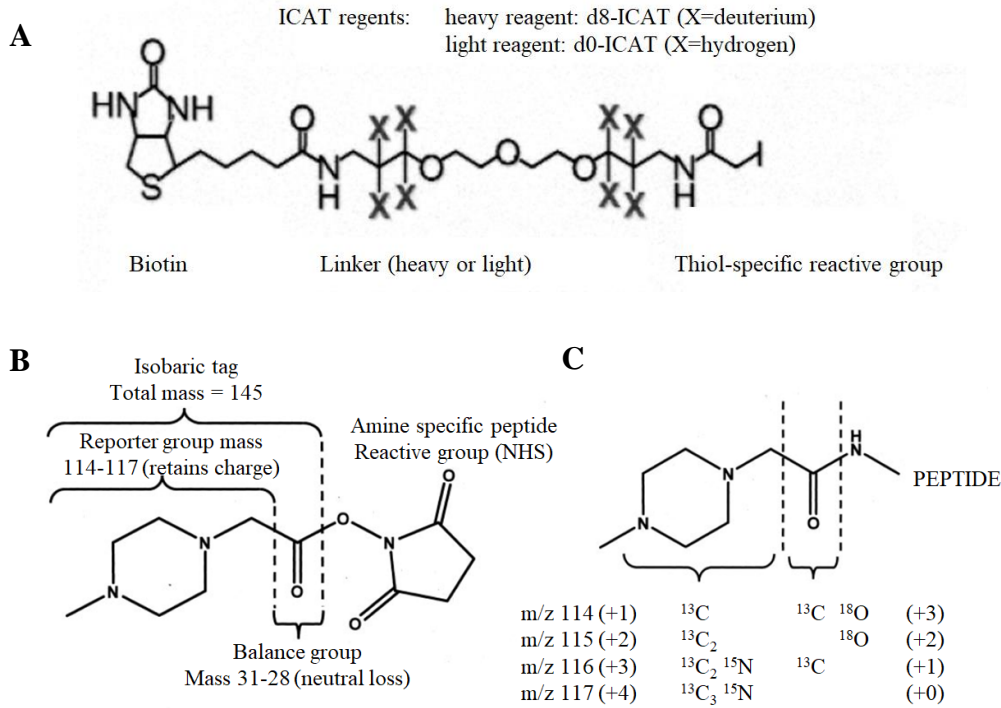 A
ICAT regents: heavy reagent: d8-ICAT (X=deuterium)
light reagent: d0-ICAT (X=hydrogen)
O
HN NH
S
O
N
H
X X
X X
O O O
X X
X X
N
H
O
I
Biotin Linker (heavy or light) Thiol-specific reactive group
B
Isobaric tag
Total mass = 145
Reporter group mass
114-117 (retains charge)
Amine specific peptide
Reactive group (NHS)
N
N
O
O
N
O
O
Balance group
Mass 31-28 (neutral loss)
C
N
N
O
H
N
PEPTIDE
m/z 114 (+1) ¹³C ¹³C ¹⁸O (+3)
m/z 115 (+2) ¹³C₂ ¹⁸O (+2)
m/z 116 (+3) ¹³C₂ ¹⁵N ¹³C (+1)
m/z 117 (+4) ¹³C₃ ¹⁵N (+0)